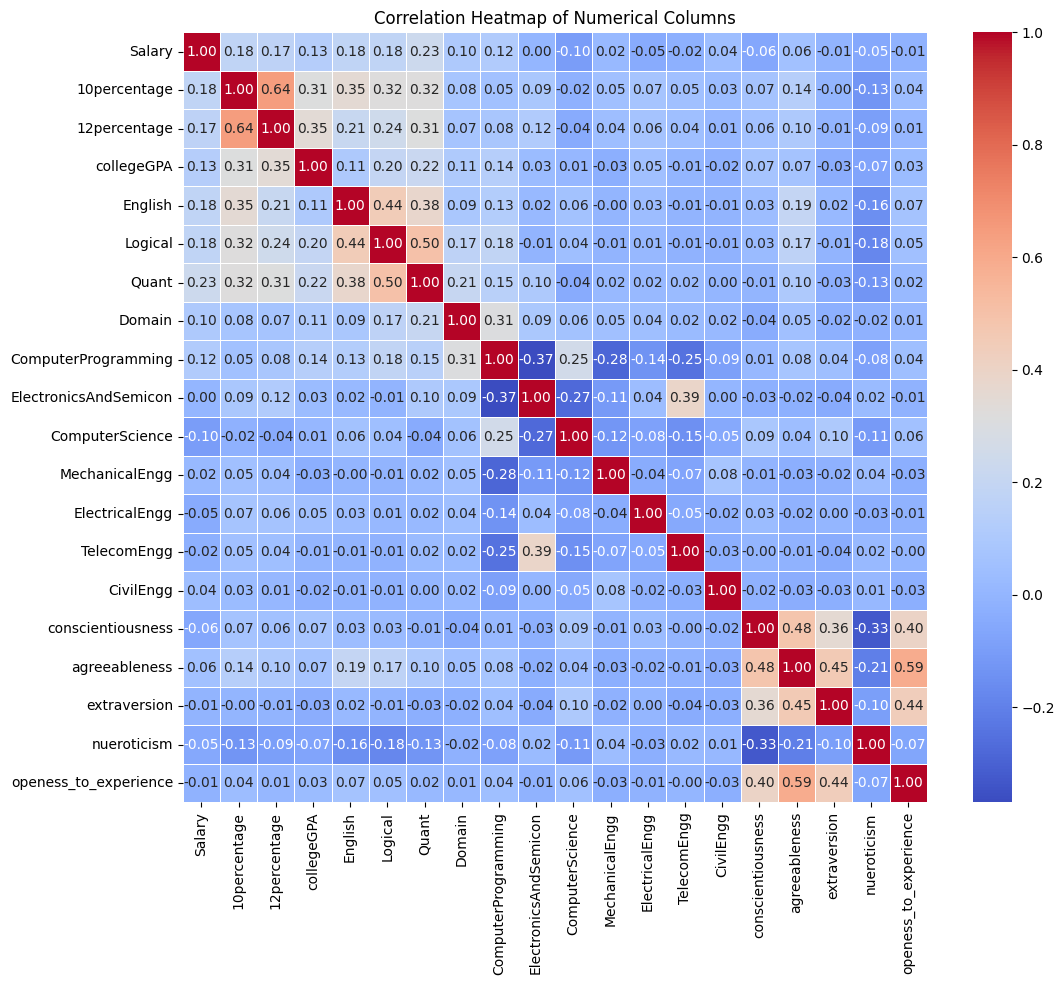 Correlation Heatmap of Numerical Columns
Salary 1.00 0.18 0.17 0.13 0.18 0.18 0.23 0.10 0.12 0.00 -0.10 0.02 -0.05 -0.02 0.04 -0.06 0.06 -0.01 -0.05 -0.01
10percentage 0.18 1.00 0.64 0.31 0.35 0.32 0.32 0.08 0.05 0.09 -0.02 0.05 0.07 0.05 0.03 0.07 0.14 -0.00 -0.13 0.04
12percentage 0.17 0.64 1.00 0.35 0.21 0.24 0.31 0.07 0.08 0.12 -0.04 0.04 0.06 0.04 0.01 0.06 0.10 -0.01 -0.09 0.01
collegeGPA 0.13 0.31 0.35 1.00 0.11 0.20 0.22 0.11 0.14 0.03 0.01 -0.03 0.05 -0.01 -0.02 0.07 0.07 -0.03 -0.07 0.03
English 0.18 0.35 0.21 0.11 1.00 0.44 0.38 0.09 0.13 0.02 0.06 -0.00 0.03 -0.01 -0.01 0.03 0.19 0.02 -0.16 0.07
Logical 0.18 0.32 0.24 0.20 0.44 1.00 0.50 0.17 0.18 -0.01 0.04 -0.01 0.01 -0.01 -0.01 0.03 0.17 -0.01 -0.18 0.05
Quant 0.23 0.32 0.31 0.22 0.38 0.50 1.00 0.21 0.15 0.10 -0.04 0.02 0.02 0.02 0.00 -0.01 0.10 -0.03 -0.13 0.02
Domain 0.10 0.08 0.07 0.11 0.09 0.17 0.21 1.00 0.31 0.09 0.06 0.05 0.04 0.02 0.02 -0.04 0.05 -0.02 -0.02 0.01
ComputerProgramming 0.12 0.05 0.08 0.14 0.13 0.18 0.15 0.31 1.00 -0.37 0.25 -0.28 -0.14 -0.25 -0.09 0.01 0.08 0.04 -0.08 0.04
ElectronicsAndSemicon 0.00 0.09 0.12 0.03 0.02 -0.01 0.10 0.09 -0.37 1.00 -0.27 -0.11 0.04 0.39 0.00 -0.03 -0.02 -0.04 0.02 -0.01
ComputerScience -0.10 -0.02 -0.04 0.01 0.06 0.04 -0.04 0.06 0.25 -0.27 1.00 -0.12 -0.08 -0.15 -0.05 0.09 0.04 0.10 -0.11 0.06
MechanicalEngg 0.02 0.05 0.04 -0.03 -0.00 -0.01 0.02 0.05 -0.28 -0.11 -0.12 1.00 -0.04 -0.07 0.08 -0.01 -0.03 -0.02 0.04 -0.03
ElectricalEngg -0.05 0.07 0.06 0.05 0.03 0.01 0.02 0.04 -0.14 0.04 -0.08 -0.04 1.00 -0.05 -0.02 0.03 -0.02 0.00 -0.03 -0.01
TelecomEngg -0.02 0.05 0.04 -0.01 -0.01 -0.01 0.02 0.02 -0.25 0.39 -0.15 -0.07 -0.05 1.00 -0.03 -0.00 -0.01 -0.04 0.02 -0.00
CivilEngg 0.04 0.03 0.01 -0.02 -0.01 -0.01 0.00 0.02 -0.09 0.00 -0.05 0.08 -0.02 -0.03 1.00 -0.02 -0.03 -0.03 0.01 -0.03
conscientiousness -0.06 0.07 0.06 0.07 0.03 0.03 -0.01 -0.04 0.01 -0.03 0.09 -0.01 0.03 -0.00 -0.02 1.00 0.48 0.36 -0.33 0.40
agreeableness 0.06 0.14 0.10 0.07 0.19 0.17 0.10 0.05 0.08 -0.02 0.04 -0.03 -0.02 -0.01 -0.03 0.48 1.00 0.45 -0.21 0.59
extraversion -0.01 -0.00 -0.01 -0.03 0.02 -0.01 -0.03 -0.02 0.04 -0.04 0.10 -0.02 0.00 -0.04 -0.03 0.36 0.45 1.00 -0.10 0.44
nueroticism -0.05 -0.13 -0.09 -0.07 -0.16 -0.18 -0.13 -0.02 -0.08 0.02 -0.11 0.04 -0.03 0.02 0.01 -0.33 -0.21 -0.10 1.00 -0.07
openess_to_experience -0.01 0.04 0.01 0.03 0.07 0.05 0.02 0.01 0.04 -0.01 0.06 -0.03 -0.01 -0.00 -0.03 0.40 0.59 0.44 -0.07 1.00
Salary
10percentage
12percentage
collegeGPA
English
Logical
Quant
Domain
ComputerProgramming
ElectronicsAndSemicon
ComputerScience
MechanicalEngg
ElectricalEngg
TelecomEngg
CivilEngg
conscientiousness
agreeableness
extraversion
nueroticism
openess_to_experience
1.0
0.8
0.6
0.4
0.2
0.0
−0.2